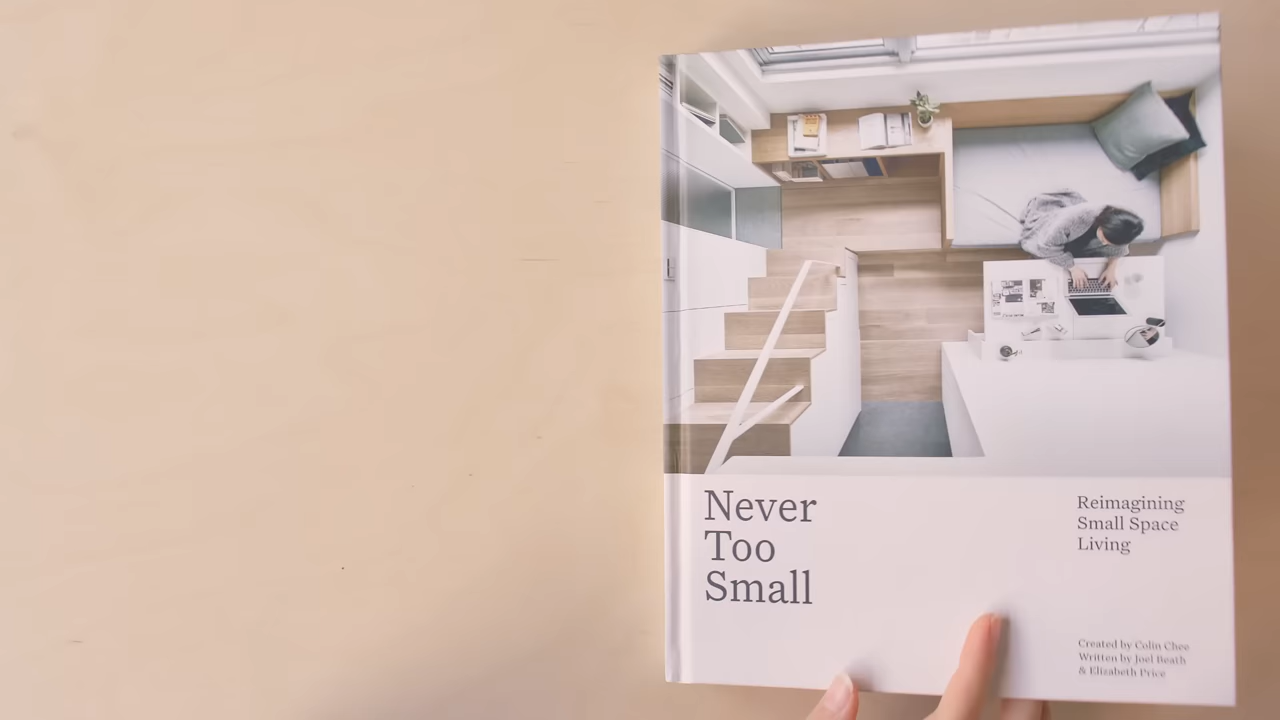 Never
Too
Small
Reimagining
Small Space
Living
Created by Colin Chee
Written by Joel Beath
& Elizabeth Price